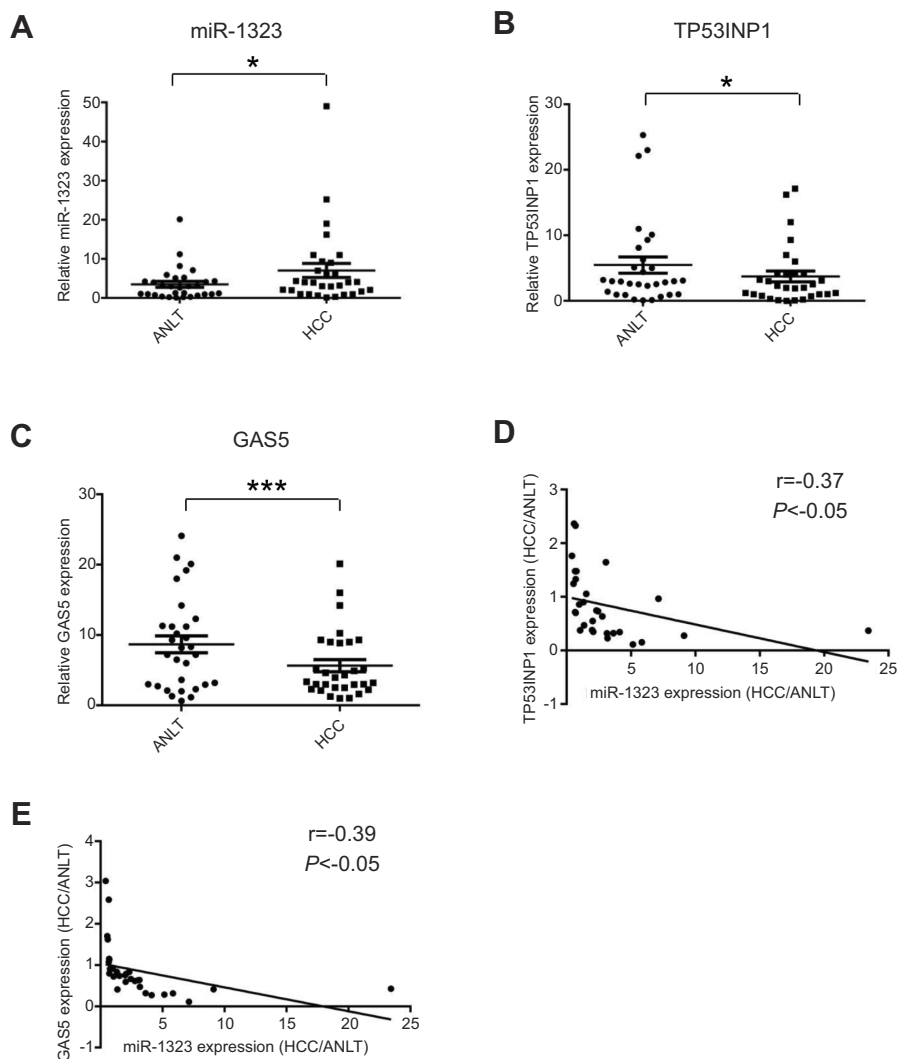 A
miR-1323
*
Relative miR-1323 expression
50
40
30
20
10
0
ANLT
HCC
B
TP53INP1
*
Relative TP53INP1 expression
30
20
10
0
ANLT
HCC
C
GAS5
***
Relative GAS5 expression
30
20
10
0
ANLT
HCC
D
r=-0.37
P<-0.05
TP53INP1 expression (HCC/ANLT)
3
2
1
0
-1
5 10 15 20 25
miR-1323 expression (HCC/ANLT)
E
r=-0.39
P<-0.05
GAS5 expression (HCC/ANLT)
4
3
2
1
0
-1
5 10 15 20 25
miR-1323 expression (HCC/ANLT)